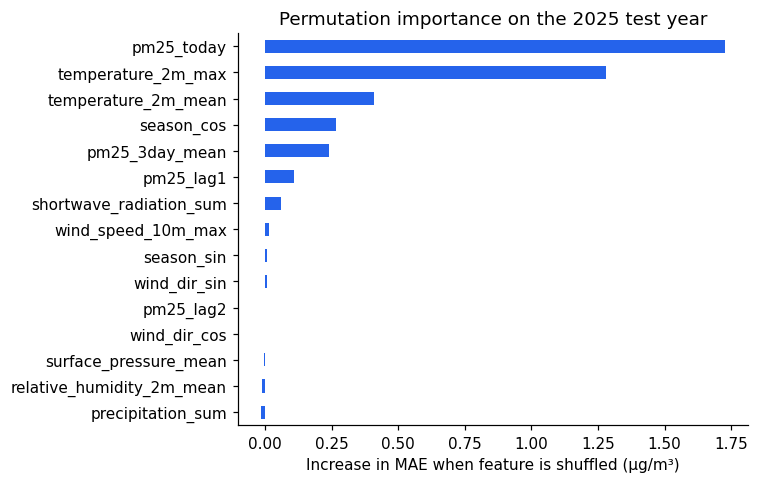 Permutation importance on the 2025 test year
pm25_today
temperature_2m_max
temperature_2m_mean
season_cos
pm25_3day_mean
pm25_lag1
shortwave_radiation_sum
wind_speed_10m_max
season_sin
wind_dir_sin
pm25_lag2
wind_dir_cos
surface_pressure_mean
relative_humidity_2m_mean
precipitation_sum
0.00 0.25 0.50 0.75 1.00 1.25 1.50 1.75
Increase in MAE when feature is shuffled (µg/m³)